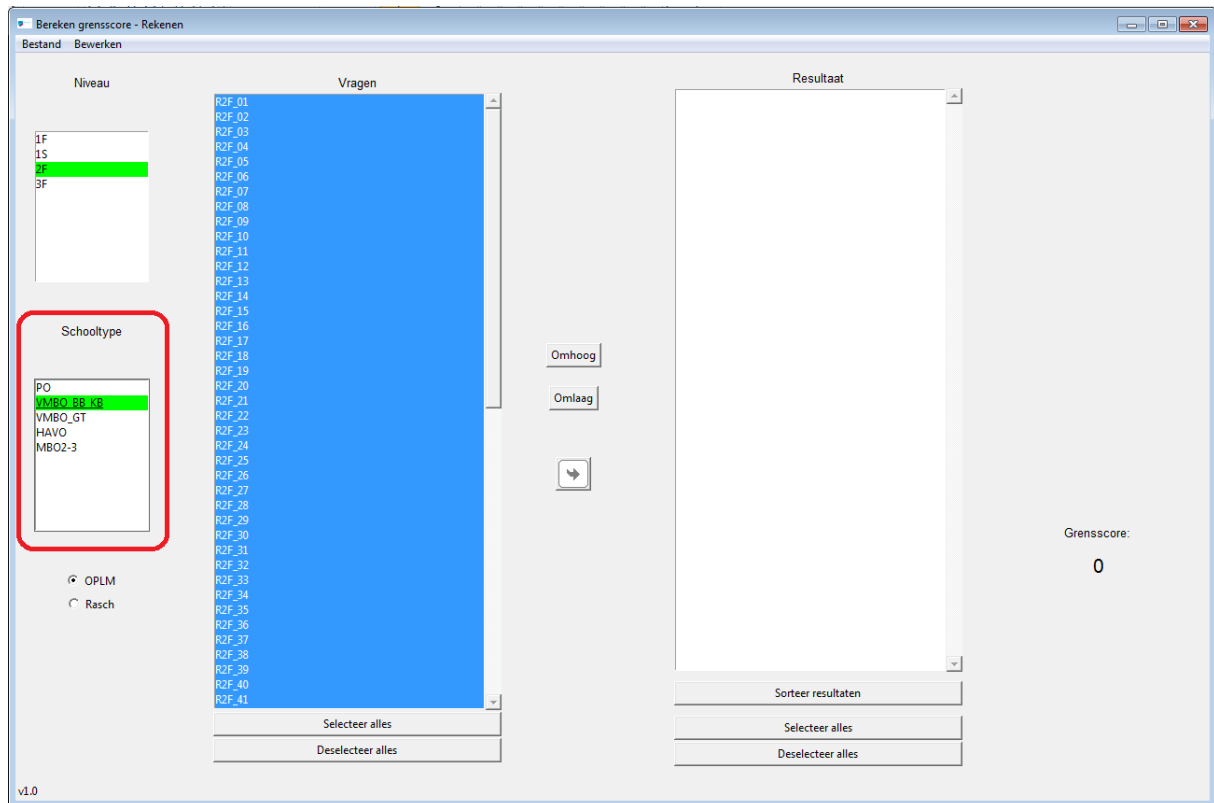 Bereken grensscore - Rekenen
Bestand Bewerken
Niveau
1F
1S
2F
3F
Schooltype
PO
VMBO_BB_KB
VMBO_GT
HAVO
MBO2-3
OPLM
Rasch
Vragen
R2F_01
R2F_02
R2F_03
R2F_04
R2F_05
R2F_06
R2F_07
R2F_08
R2F_09
R2F_10
R2F_11
R2F_12
R2F_13
R2F_14
R2F_15
R2F_16
R2F_17
R2F_18
R2F_19
R2F_20
R2F_21
R2F_22
R2F_23
R2F_24
R2F_25
R2F_26
R2F_27
R2F_28
R2F_29
R2F_30
R2F_31
R2F_32
R2F_33
R2F_34
R2F_35
R2F_36
R2F_37
R2F_38
R2F_39
R2F_40
R2F_41
Selecteer alles
Deselecteer alles
Omhoog
Omlaag
Resultaat
Sorteer resultaten
Selecteer alles
Deselecteer alles
Grensscore:
0
v1.0